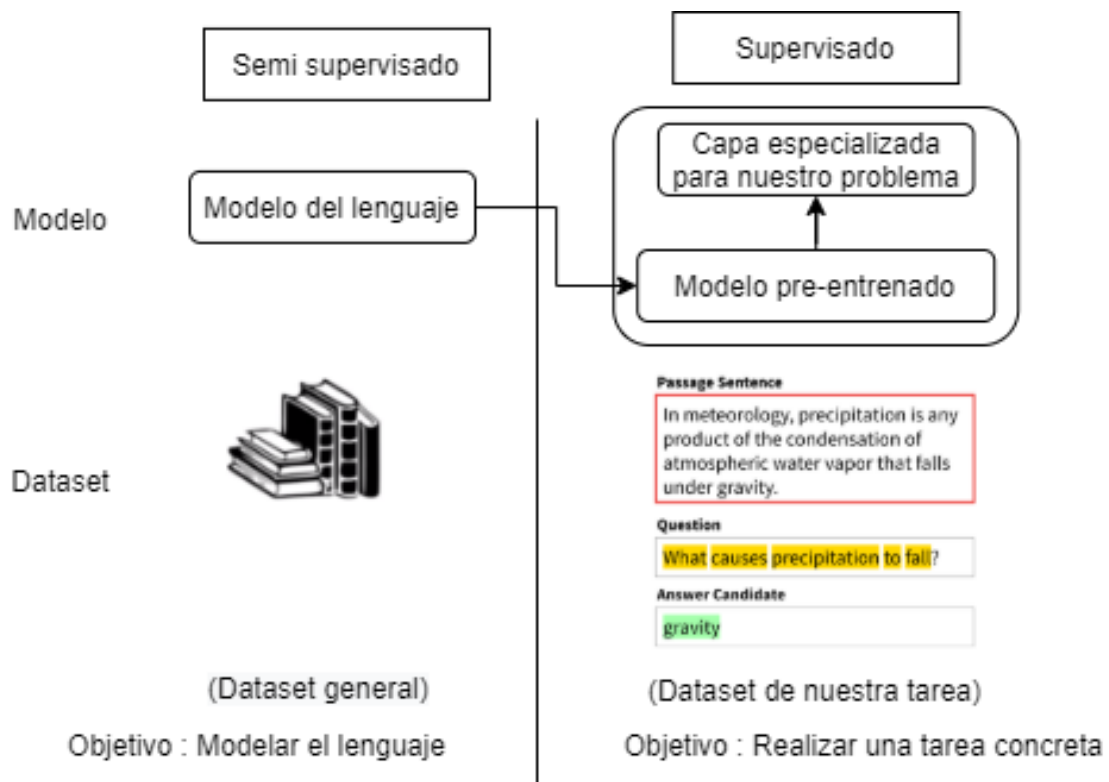 Semi supervisado
Supervisado
Modelo
Modelo del lenguaje
Capa especializada
para nuestro problema
Modelo pre-entrenado
Dataset
Passage Sentence
In meteorology, precipitation is any
product of the condensation of
atmospheric water vapor that falls
under gravity.
Question
What causes precipitation to fall?
Answer Candidate
gravity
(Dataset general)
(Dataset de nuestra tarea)
Objetivo : Modelar el lenguaje
Objetivo : Realizar una tarea concreta